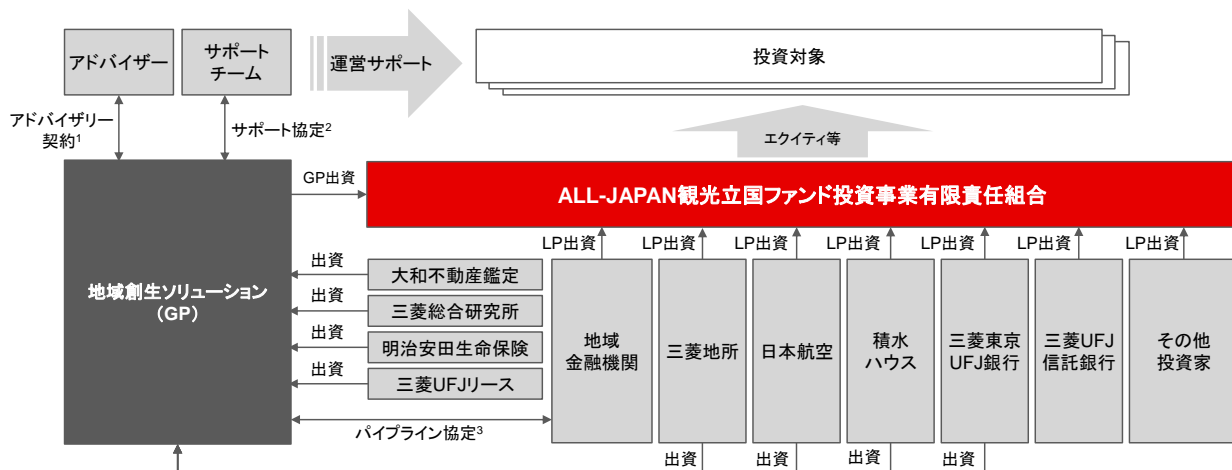 アドバイザー
サポート
チーム
運営サポート
投資対象
アドバイザリー
契約1
サポート協定2
エクイティ等
GP出資
ALL-JAPAN観光立国ファンド投資事業有限責任組合
LP出資
LP出資
LP出資
LP出資
LP出資
LP出資
LP出資
地域創生ソリューション
（GP）
出資
大和不動産鑑定
出資
三菱総合研究所
出資
明治安田生命保険
出資
三菱UFJリース
地域
金融機関
三菱地所
日本航空
積水
ハウス
三菱東京
UFJ銀行
三菱UFJ
信託銀行
その他
投資家
パイプライン協定3
出資
出資
出資
出資